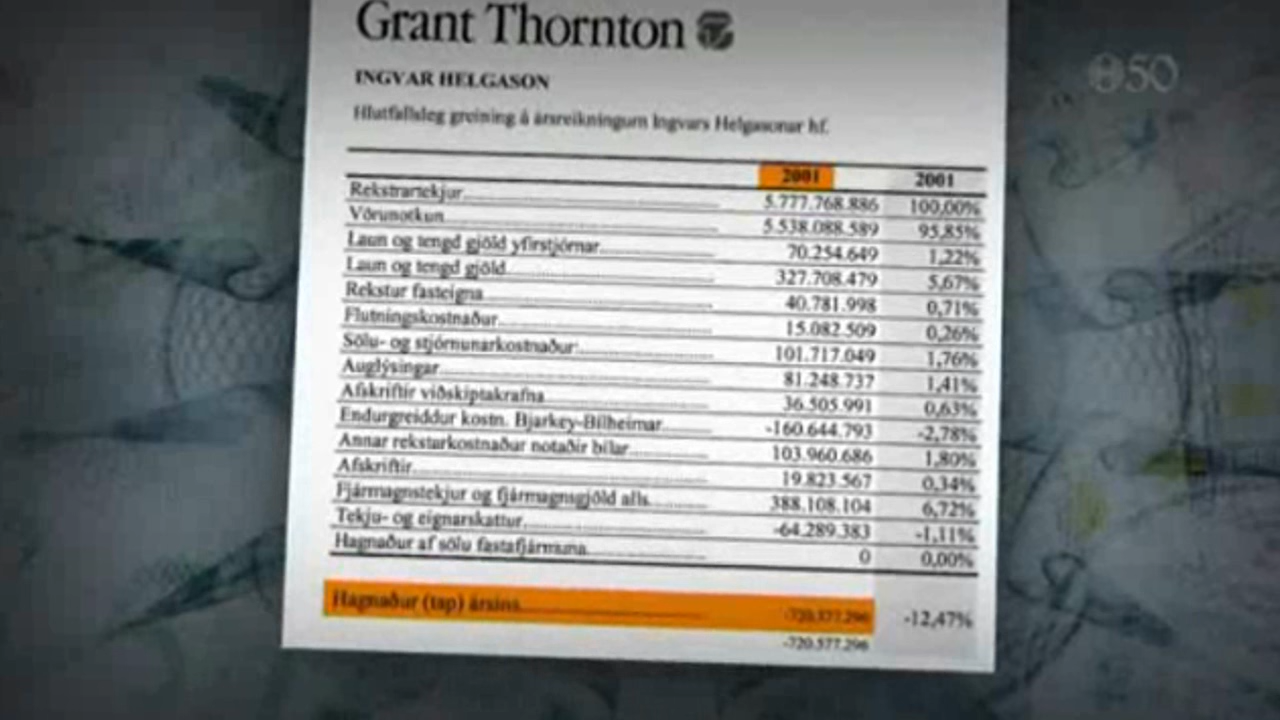 Grant Thornton
50
INGVAR HELGASON
Hlutfallsleg greining á ársreikningum Ingvars Helgasonar hf.
2001 2001
Rekstrartekjur 5.777.768.886 100,00%
Vörunotkun 5.538.088.589 95,85%
Laun og tengd gjöld yfirstjórnar 70.254.649 1,22%
Laun og tengd gjöld 327.708.479 5,67%
Rekstur fasteigna 40.781.998 0,71%
Flutningskostnaður 15.082.509 0,26%
Sölu- og stjórnunarkostnaður 101.717.049 1,76%
Auglýsingar 81.248.737 1,41%
Afskriftir viðskiptakrafna 36.505.991 0,63%
Endurgreiddur kostn. Bjarkey-Bílheimar -160.644.793 -2,78%
Annar reksturkostnaður notaðir bílar 103.960.686 1,80%
Afskriftir 19.823.567 0,34%
Fjármagnstekjur og fjármagnsgjöld alls 388.108.104 6,72%
Tekju- og eignarskattur -64.289.383 -1,11%
Hagnaður af sölu fastafjármuna 0 0,00%
Hagnaður (tap) ársins -720.577.296 -12,47%
-720.577.296